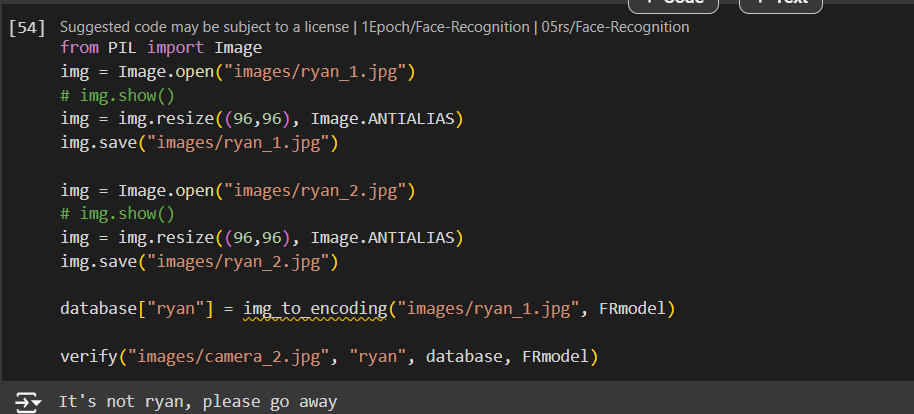 Code
Text
[54] Suggested code may be subject to a license | 1Epoch/Face-Recognition | 05rs/Face-Recognition
from PIL import Image
img = Image.open("images/ryan_1.jpg")
# img.show()
img = img.resize((96,96), Image.ANTIALIAS)
img.save("images/ryan_1.jpg")
img = Image.open("images/ryan_2.jpg")
# img.show()
img = img.resize((96,96), Image.ANTIALIAS)
img.save("images/ryan_2.jpg")
database["ryan"] = img_to_encoding("images/ryan_1.jpg", FRmodel)
verify("images/camera_2.jpg", "ryan", database, FRmodel)
It's not ryan, please go away